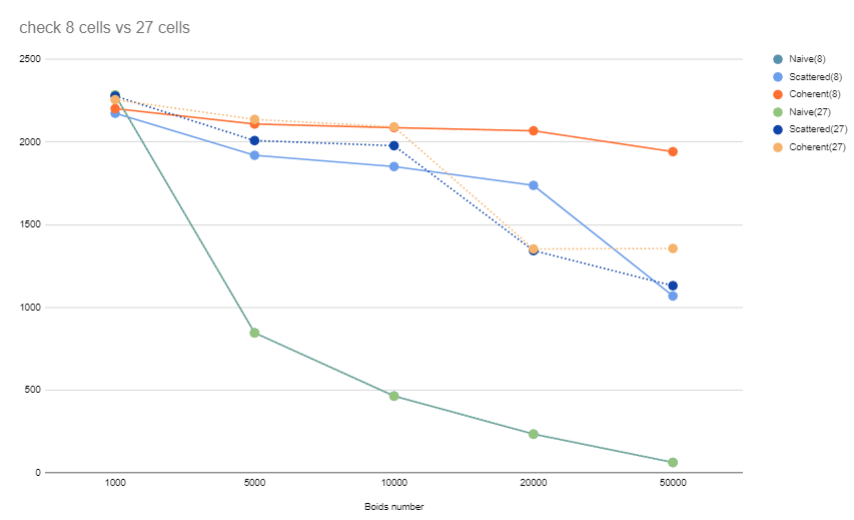 check 8 cells vs 27 cells
2500
2000
1500
1000
500
0
1000 5000 10000 20000 50000
Boids number
Naive(8)
Scattered(8)
Coherent(8)
Naive(27)
Scattered(27)
Coherent(27)